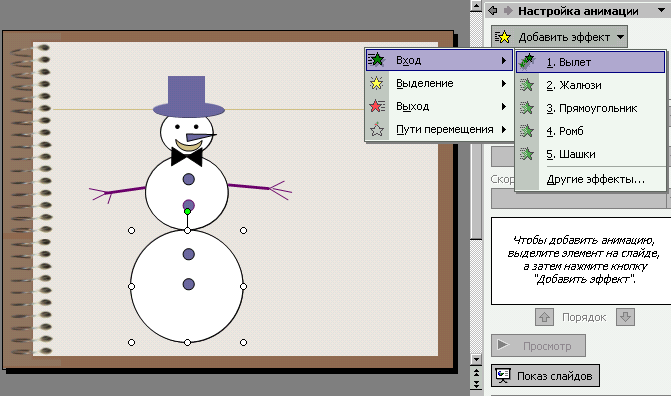 Настройка анимации
Добавить эффект
Вход
Выделение
Выход
Пути перемещения
1. Вылет
2. Жалюзи
3. Прямоугольник
4. Ромб
5. Шашки
Другие эффекты...
Скор
Чтобы добавить анимацию,
выделите элемент на слайде,
а затем нажмите кнопку
"Добавить эффект".
Порядок
Просмотр
Показ слайдов